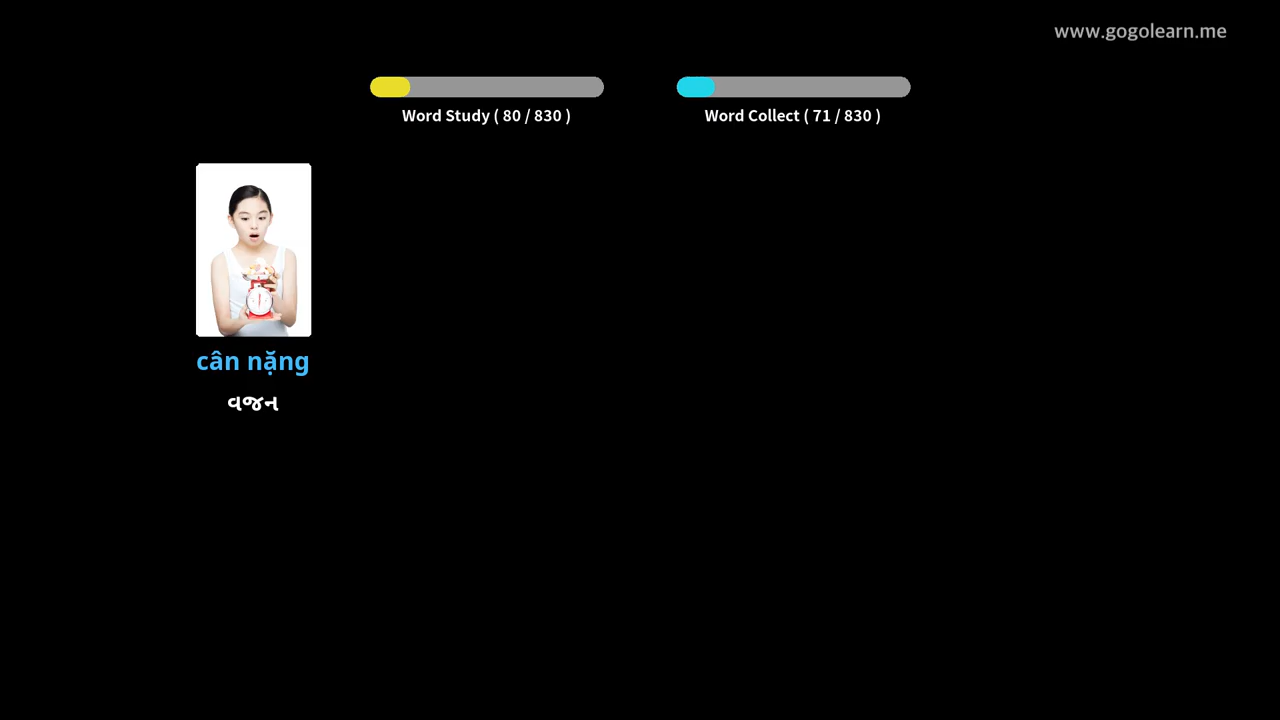 www.gogolearn.me
Word Study ( 80 / 830 )
Word Collect ( 71 / 830 )
cân nặng
વજન